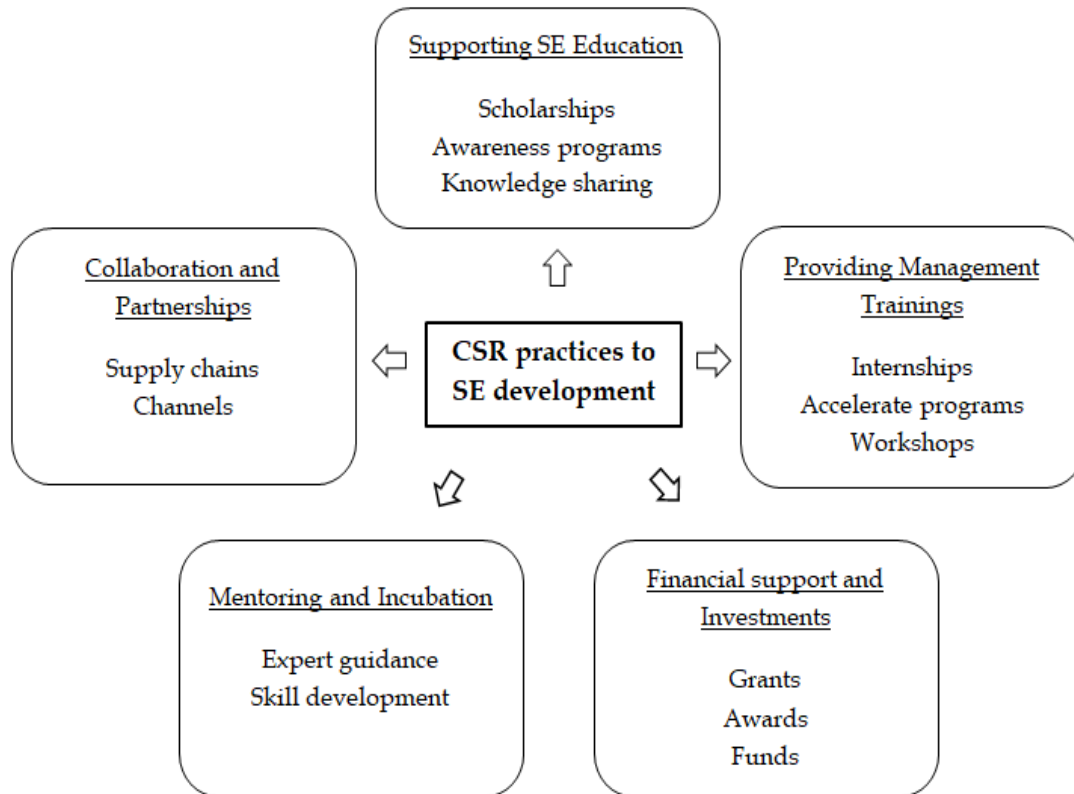 Supporting SE Education
Scholarships
Awareness programs
Knowledge sharing
Collaboration and
Partnerships
Supply chains
Channels
CSR practices to
SE development
Providing Management
Trainings
Internships
Accelerate programs
Workshops
Mentoring and Incubation
Expert guidance
Skill development
Financial support and
Investments
Grants
Awards
Funds